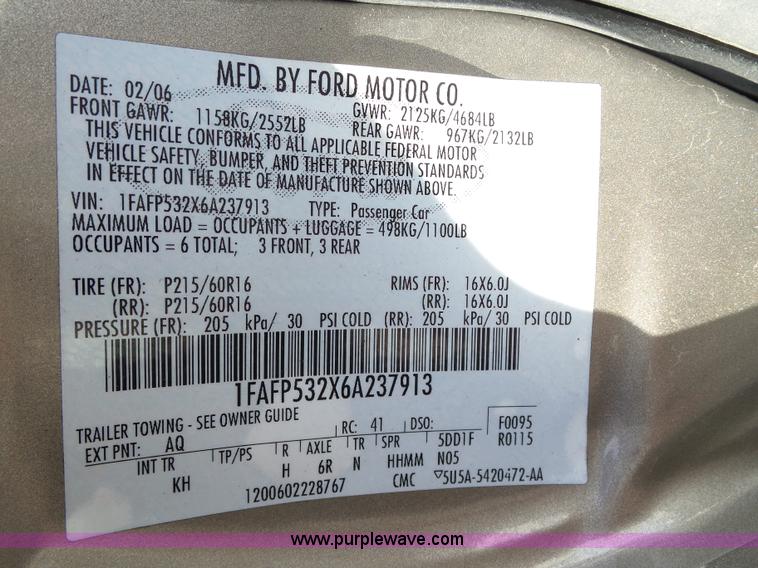 MFD. BY FORD MOTOR CO.
DATE: 02/06 GVWR: 2125KG/4684LB
FRONT GAWR: 1158KG/2552LB REAR GAWR: 967KG/2132LB
THIS VEHICLE CONFORMS TO ALL APPLICABLE FEDERAL MOTOR
VEHICLE SAFETY, BUMPER, AND THEFT PREVENTION STANDARDS
IN EFFECT ON THE DATE OF MANUFACTURE SHOWN ABOVE.
VIN: 1FAFP532X6A237913 TYPE: Passenger Car
MAXIMUM LOAD = OCCUPANTS + LUGGAGE = 498KG/1100LB
OCCUPANTS = 6 TOTAL; 3 FRONT, 3 REAR
TIRE (FR): P215/60R16 RIMS (FR): 16X6.0J
(RR): P215/60R16 (RR): 16X6.0J
PRESSURE (FR): 205 kPa/ 30 PSI COLD (RR): 205 kPa/ 30 PSI COLD
1FAFP532X6A237913
TRAILER TOWING - SEE OWNER GUIDE
EXT PNT: AQ RC: 41 DSO: F0095
INT TR TP/PS R AXLE TR SPR 5DD1F R0115
KH H 6R N HHMM N05
1200602228767 CMC ▽5U5A-5420472-AA
www.purplewave.com